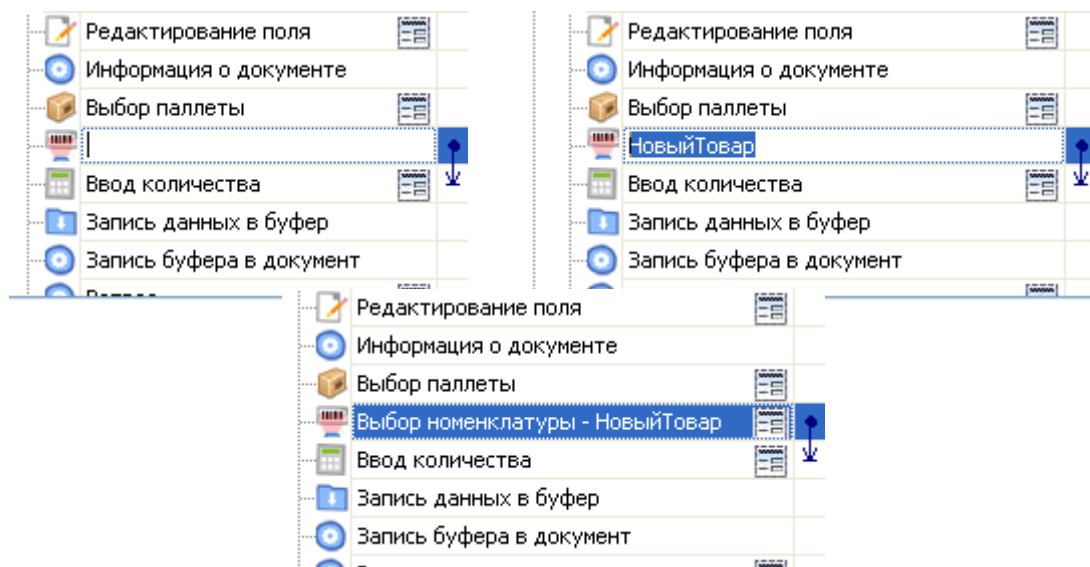 Редактирование поля
Информация о документе
Выбор паллеты
Ввод количества
Запись данных в буфер
Запись буфера в документ
Редактирование поля
Информация о документе
Выбор паллеты
НовыйТовар
Ввод количества
Запись данных в буфер
Запись буфера в документ
Редактирование поля
Информация о документе
Выбор паллеты
Выбор номенклатуры - НовыйТовар
Ввод количества
Запись данных в буфер
Запись буфера в документ